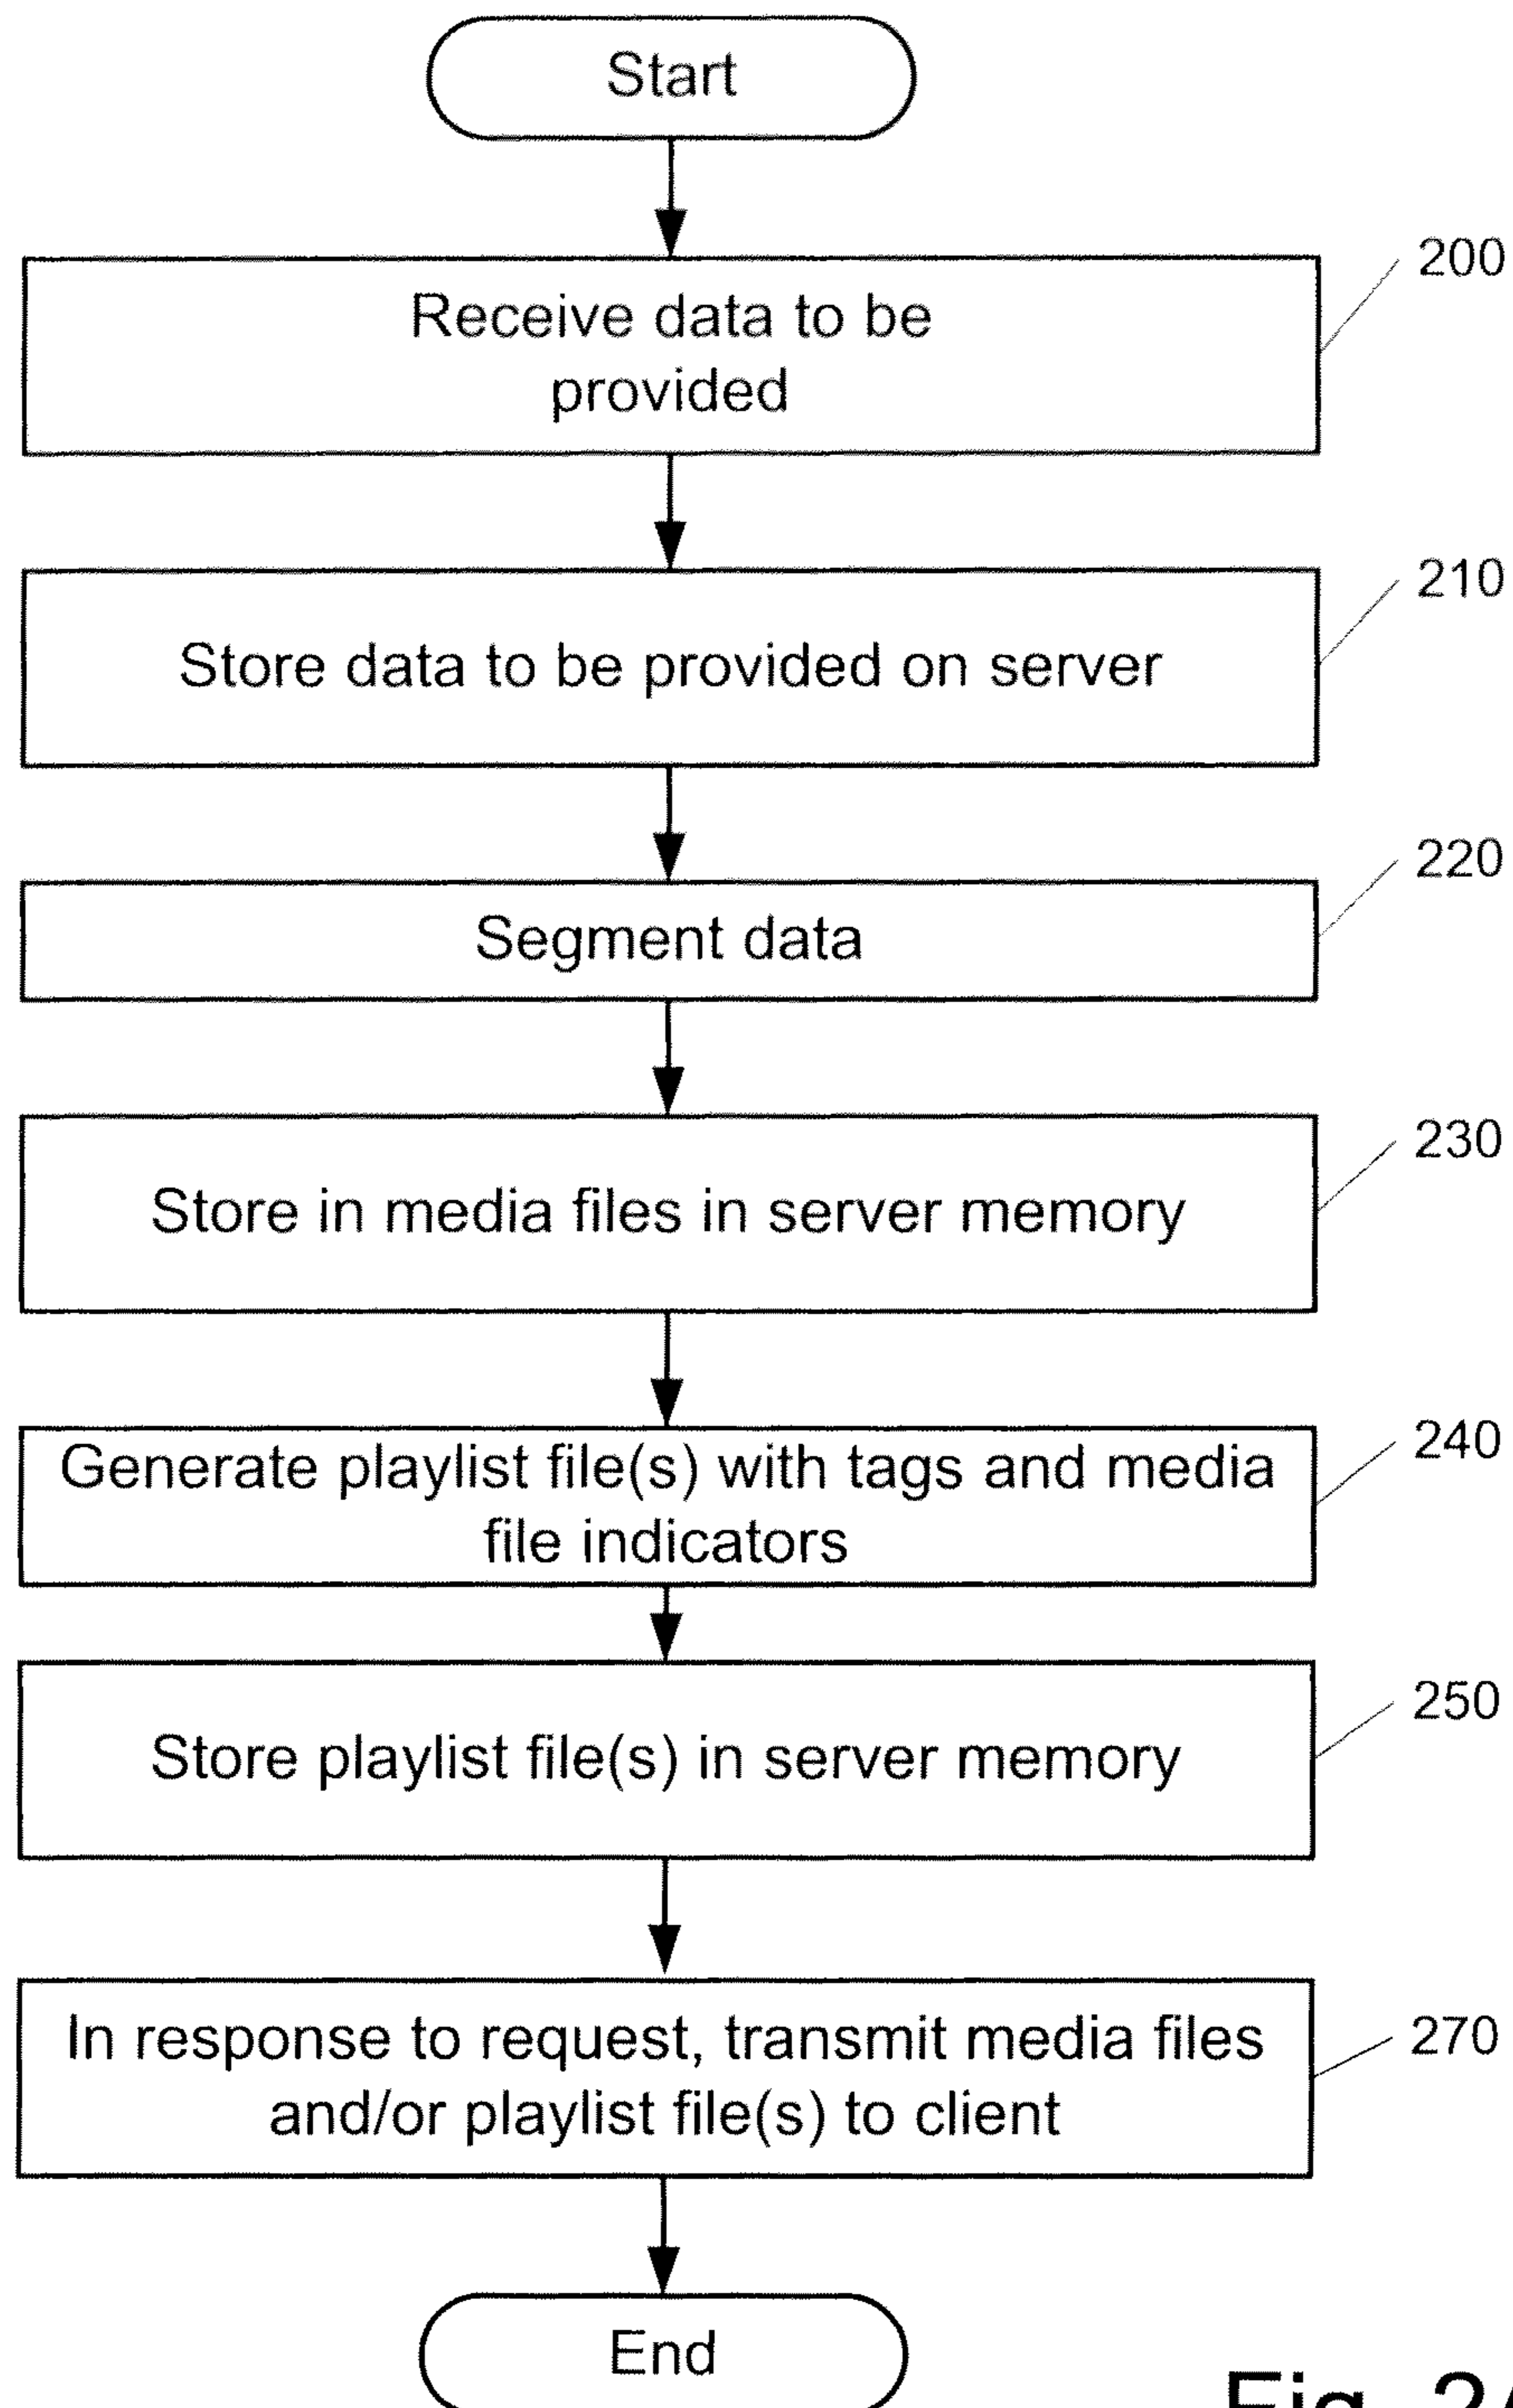 Start
200
Receive data to be
provided
210
Store data to be provided on server
220
Segment data
230
Store in media files in server memory
240
Generate playlist file(s) with tags and media
file indicators
250
Store playlist file(s) in server memory
270
In response to request, transmit media files
and/or playlist file(s) to client
End
Fig. 2A